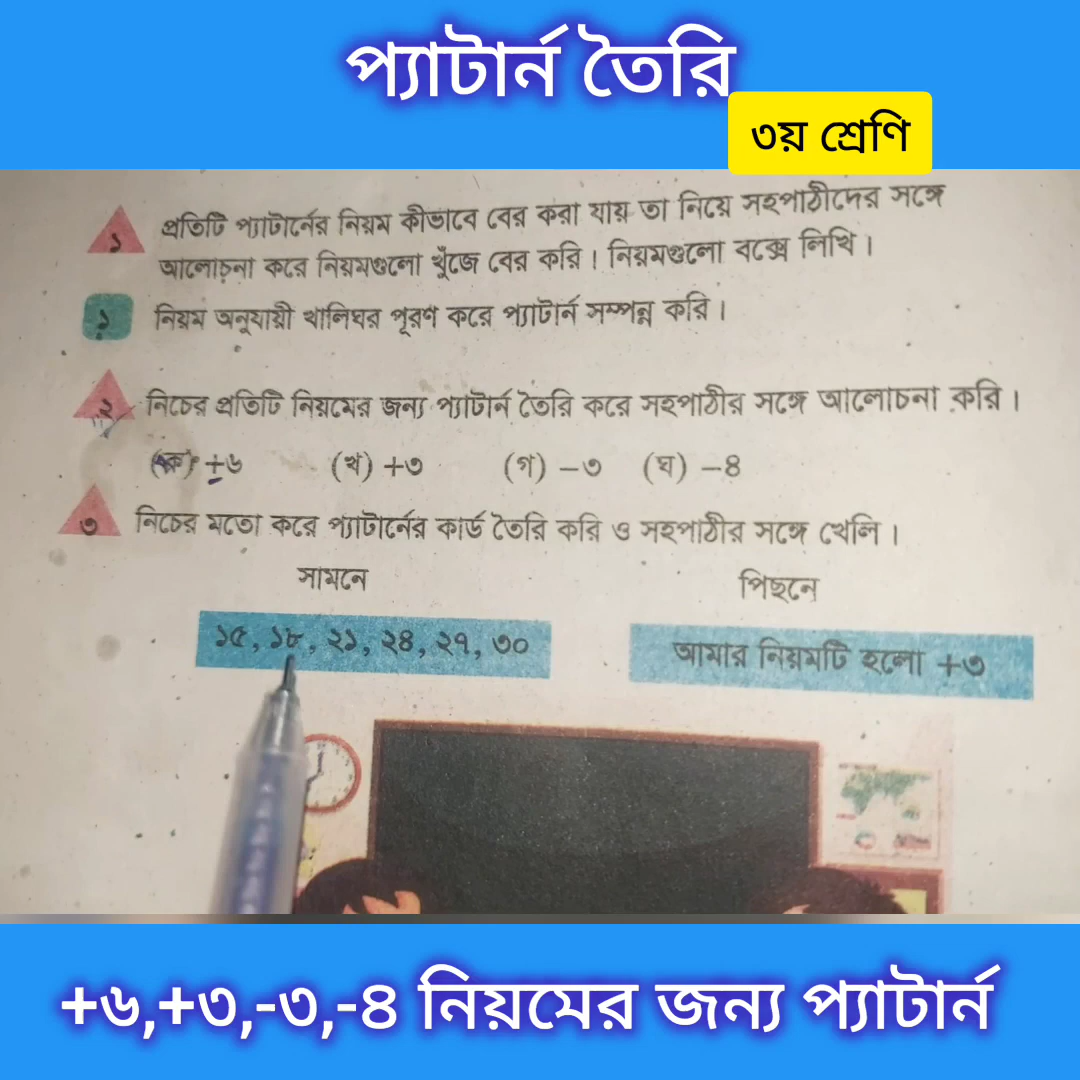 প্যাটার্ন তৈরি
৩য় শ্রেণি
১ প্রতিটি প্যাটার্নের নিয়ম কীভাবে বের করা যায় তা নিয়ে সহপাঠীদের সঙ্গে
আলোচনা করে নিয়মগুলো খুঁজে বের করি। নিয়মগুলো বক্সে লিখি।
১ নিয়ম অনুযায়ী খালিঘর পূরণ করে প্যাটার্ন সম্পন্ন করি।
২ নিচের প্রতিটি নিয়মের জন্য প্যাটার্ন তৈরি করে সহপাঠীর সঙ্গে আলোচনা করি।
(ক) +৬ (খ) +৩ (গ) −৩ (ঘ) −৪
৩ নিচের মতো করে প্যাটার্নের কার্ড তৈরি করি ও সহপাঠীর সঙ্গে খেলি।
সামনে পিছনে
১৫, ১৮, ২১, ২৪, ২৭, ৩০ আমার নিয়মটি হলো +৩
+৬,+৩,-৩,-৪ নিয়মের জন্য প্যাটার্ন